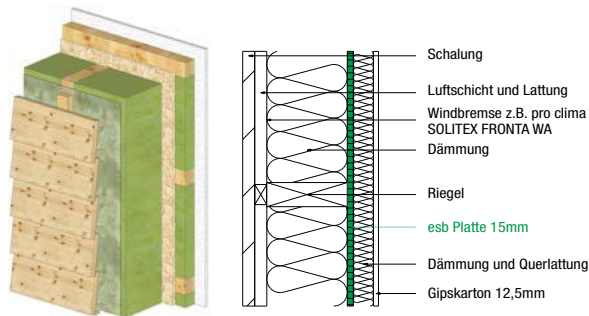 Schalung
Luftschicht und Lattung
Windbremse z.B. pro clima
SOLITEX FRONTA WA
Dämmung
Riegel
esb Platte 15mm
Dämmung und Querlattung
Gipskarton 12,5mm